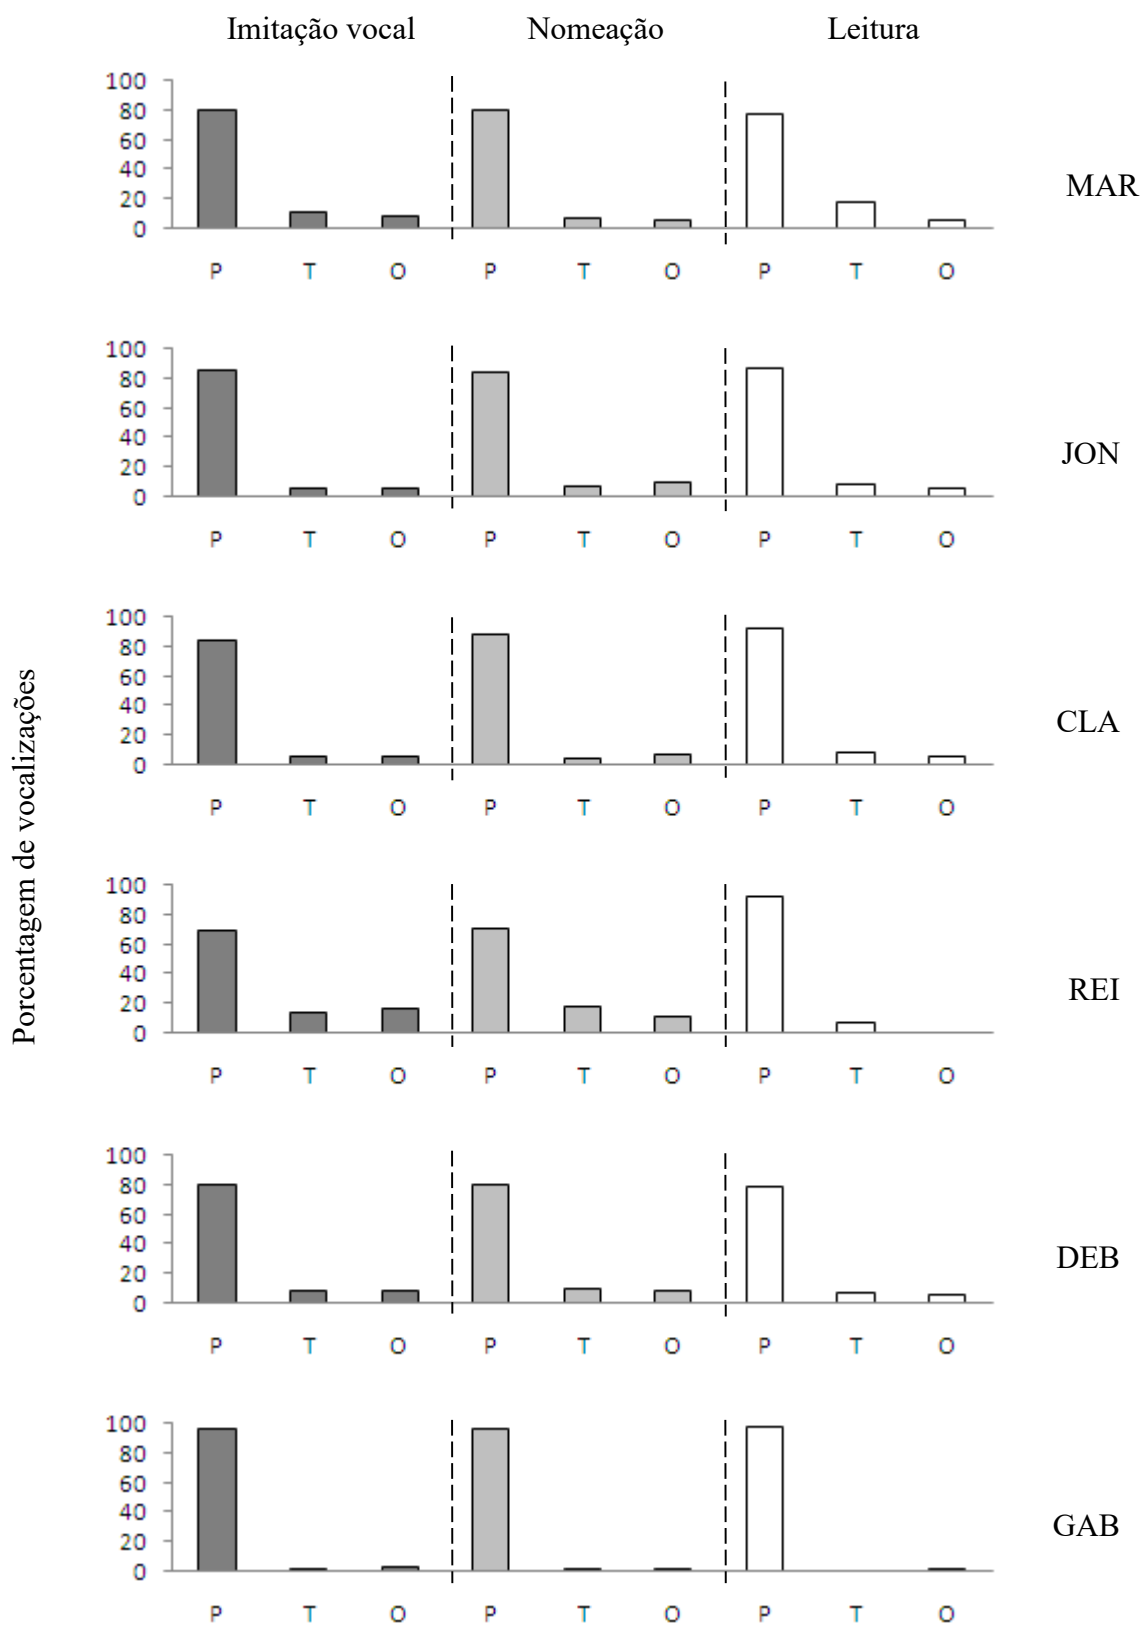 Imitação vocal Nomeação Leitura
100
80
60
40
20
0
P T O P T O P T O
MAR
100
80
60
40
20
0
P T O P T O P T O
JON
100
80
60
40
20
0
P T O P T O P T O
CLA
Porcentagem de vocalizações
100
80
60
40
20
0
P T O P T O P T O
REI
100
80
60
40
20
0
P T O P T O P T O
DEB
100
80
60
40
20
0
P T O P T O P T O
GAB